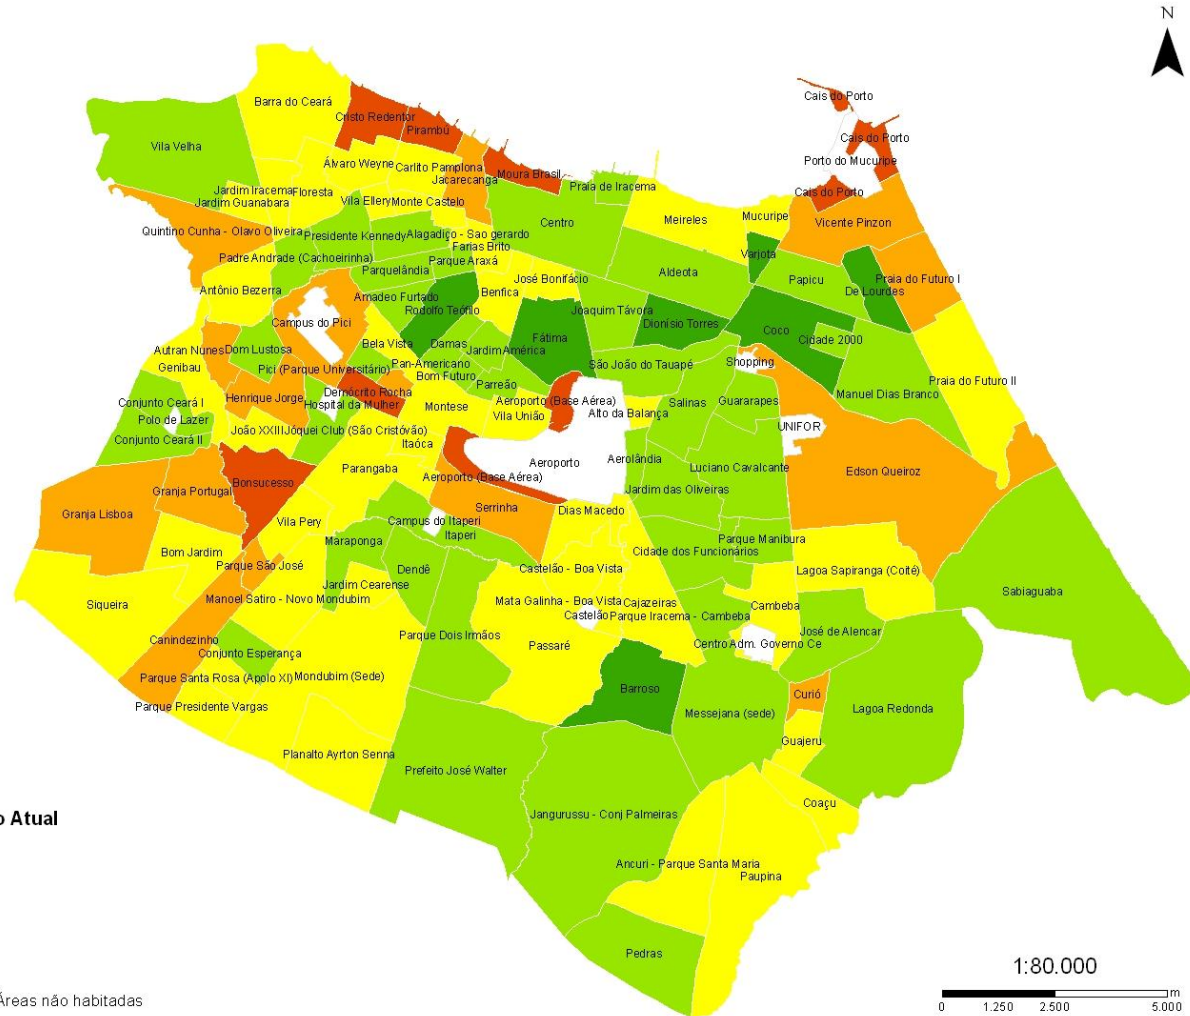 N
Cais do Porto
Barra do Ceará
Cristo Redentor
Pirambú
Cais do Porto
Vila Velha
Álvaro Weyne
Carlito Pamplona
Porto do Mucuripe
Jacarecanga
Moura Brasil
Praia de Iracema
Jardim Iracema
Floresta
Cais do Porto
Jardim Guanabara
Vila Ellery
Monte Castelo
Centro
Meireles
Mucuripe
Vicente Pinzon
Quintino Cunha - Olavo Oliveira
Presidente Kennedy
Alagadiço - Sao gerardo
Farias Brito
Varjota
Padre Andrade (Cachoeirinha)
Parque Araxá
Parquelândia
José Bonifácio
Aldeota
Papicu
Praia do Futuro I
De Lourdes
Antônio Bezerra
Amadeo Furtado
Benfica
Rodolfo Teófilo
Joaquim Távora
Campus do Pici
Dionísio Torres
Coco
Cidade 2000
Fátima
Bela Vista
Damas
Autran Nunes
Dom Lustosa
Jardim América
Genibau
Pici (Parque Universitário)
Pan-Americano
São João do Tauapé
Shopping
Bom Futuro
Parreão
Praia do Futuro II
Conjunto Ceará I
Henrique Jorge
Demócrito Rocha
Hospital da Mulher
Montese
Aeroporto (Base Aérea)
Salinas
Guararapes
Manuel Dias Branco
Polo de Lazer
Vila União
Alto da Balança
João XXIII
Jóquei Club (São Cristóvão)
UNIFOR
Conjunto Ceará II
Itaóca
Aeroporto
Aerolândia
Parangaba
Luciano Cavalcante
Edson Queiroz
Bonsucesso
Aeroporto (Base Aérea)
Granja Portugal
Jardim das Oliveiras
Granja Lisboa
Serrinha
Dias Macedo
Vila Pery
Campus do Itaperi
Itaperi
Maraponga
Parque Manibura
Bom Jardim
Cidade dos Funcionários
Parque São José
Dendê
Castelão - Boa Vista
Lagoa Sapiranga (Coité)
Jardim Cearense
Sabiaguaba
Siqueira
Manoel Satiro - Novo Mondubim
Mata Galinha - Boa Vista
Cajazeiras
Cambeba
Castelão
Parque Iracema - Cambeba
Canindezinho
Parque Dois Irmãos
José de Alencar
Conjunto Esperança
Passaré
Centro Adm. Governo Ce
Parque Santa Rosa (Apolo XI)
Mondubim (Sede)
Barroso
Curió
Parque Presidente Vargas
Messejana (sede)
Lagoa Redonda
Guajeru
Planalto Ayrton Senna
Prefeito José Walter
Coaçu
Jangurussu - Conj Palmeiras
o Atual
Ancuri - Parque Santa Maria
Paupina
Pedras
1:80.000
m
0 1.250 2.500 5.000
Áreas não habitadas